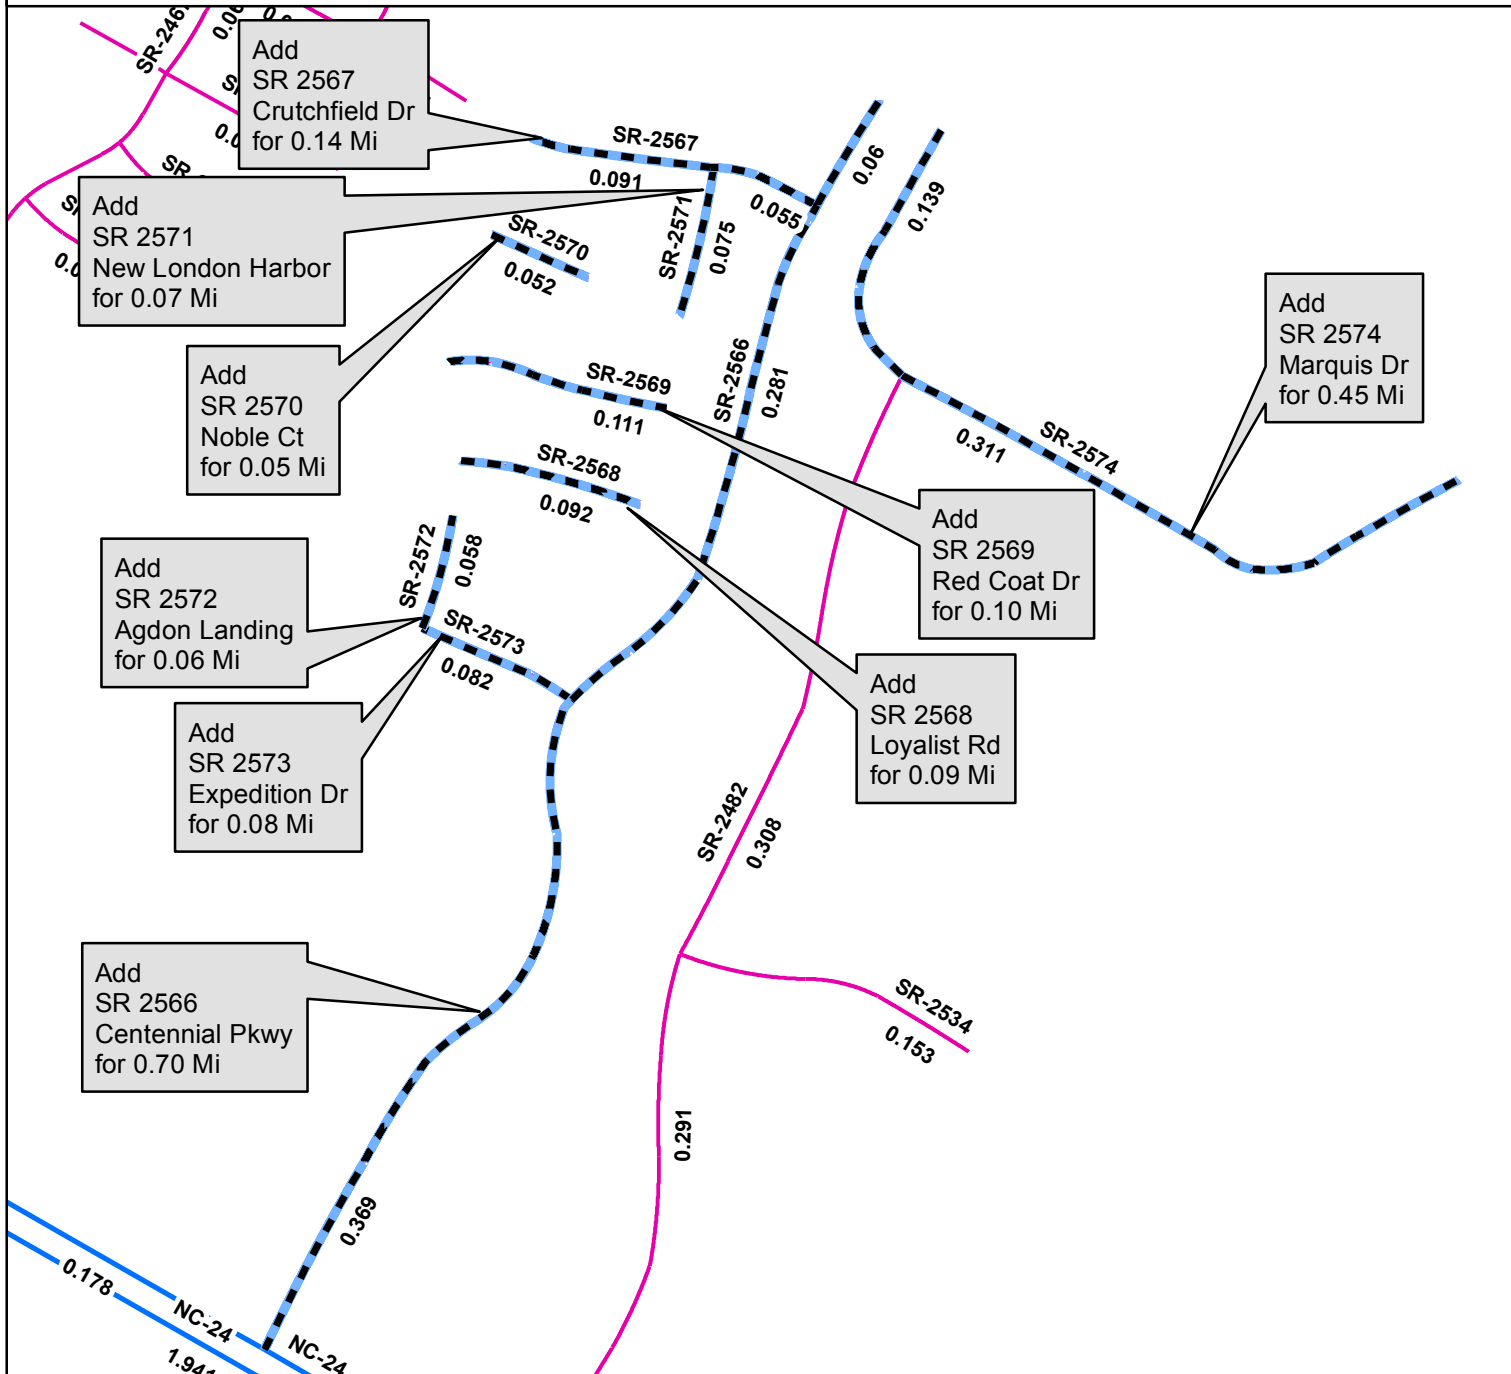 0.06
Add
SR 2567
Crutchfield Dr
for 0.14 Mi
SR-2567
0.091
0.055
0.06
0.139
Add
SR 2571
New London Harbor
for 0.07 Mi
SR-2571
0.075
SR-2570
0.052
Add
SR 2574
Marquis Dr
for 0.45 Mi
Add
SR 2570
Noble Ct
for 0.05 Mi
SR-2569
0.111
SR-2566
0.281
SR-2574
0.311
SR-2568
0.092
Add
SR 2569
Red Coat Dr
for 0.10 Mi
SR-2572
0.058
Add
SR 2572
Agdon Landing
for 0.06 Mi
SR-2573
0.082
Add
SR 2568
Loyalist Rd
for 0.09 Mi
Add
SR 2573
Expedition Dr
for 0.08 Mi
SR-2482
0.308
Add
SR 2566
Centennial Pkwy
for 0.70 Mi
SR-2534
0.153
0.291
0.369
0.178
NC-24
NC-24